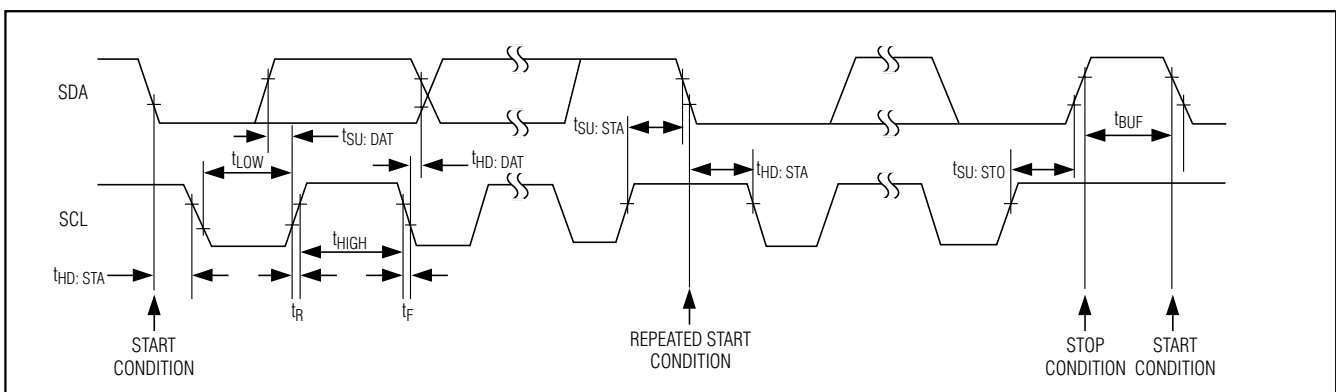 SDA
tSU: DAT
tSU: STA
tBUF
tLOW
tHD: DAT
tHD: STA
tSU: STO
SCL
tHIGH
tHD: STA
tR
tF
START
CONDITION
REPEATED START
CONDITION
STOP
CONDITION
START
CONDITION